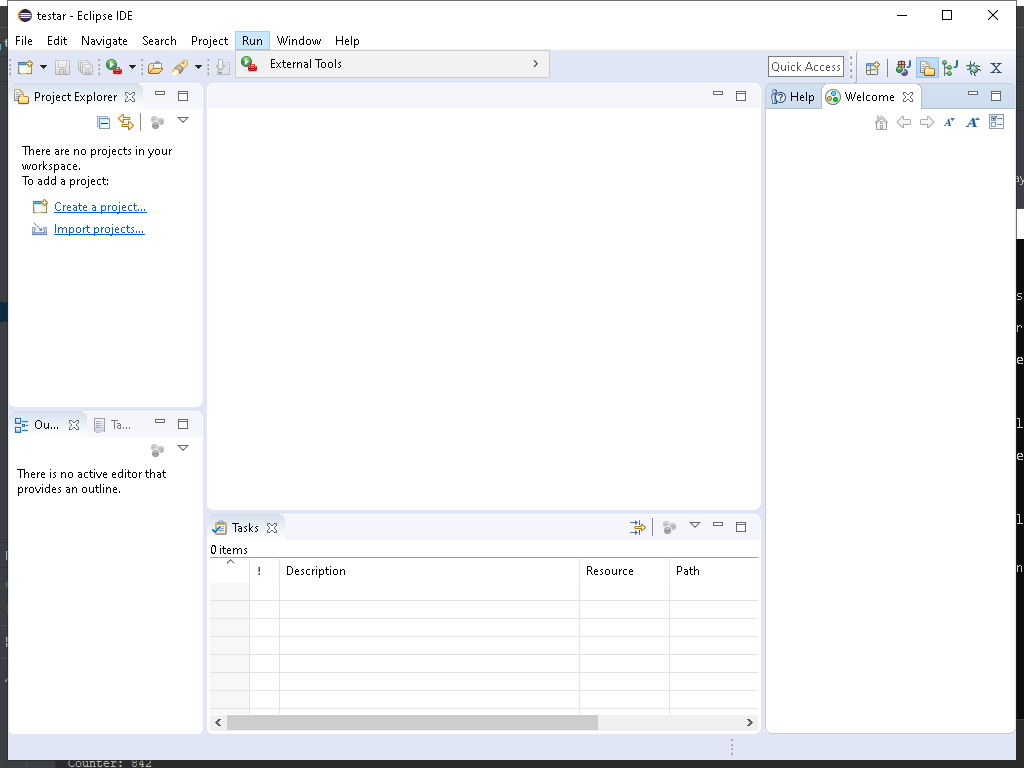 testar - Eclipse IDE
File Edit Navigate Search Project Run Window Help
External Tools
Quick Access
Project Explorer
There are no projects in your
workspace.
To add a project:
Create a project...
Import projects...
Ou...
Ta...
There is no active editor that
provides an outline.
Tasks
0 items
! Description Resource Path
Help
Welcome
Counter: 842